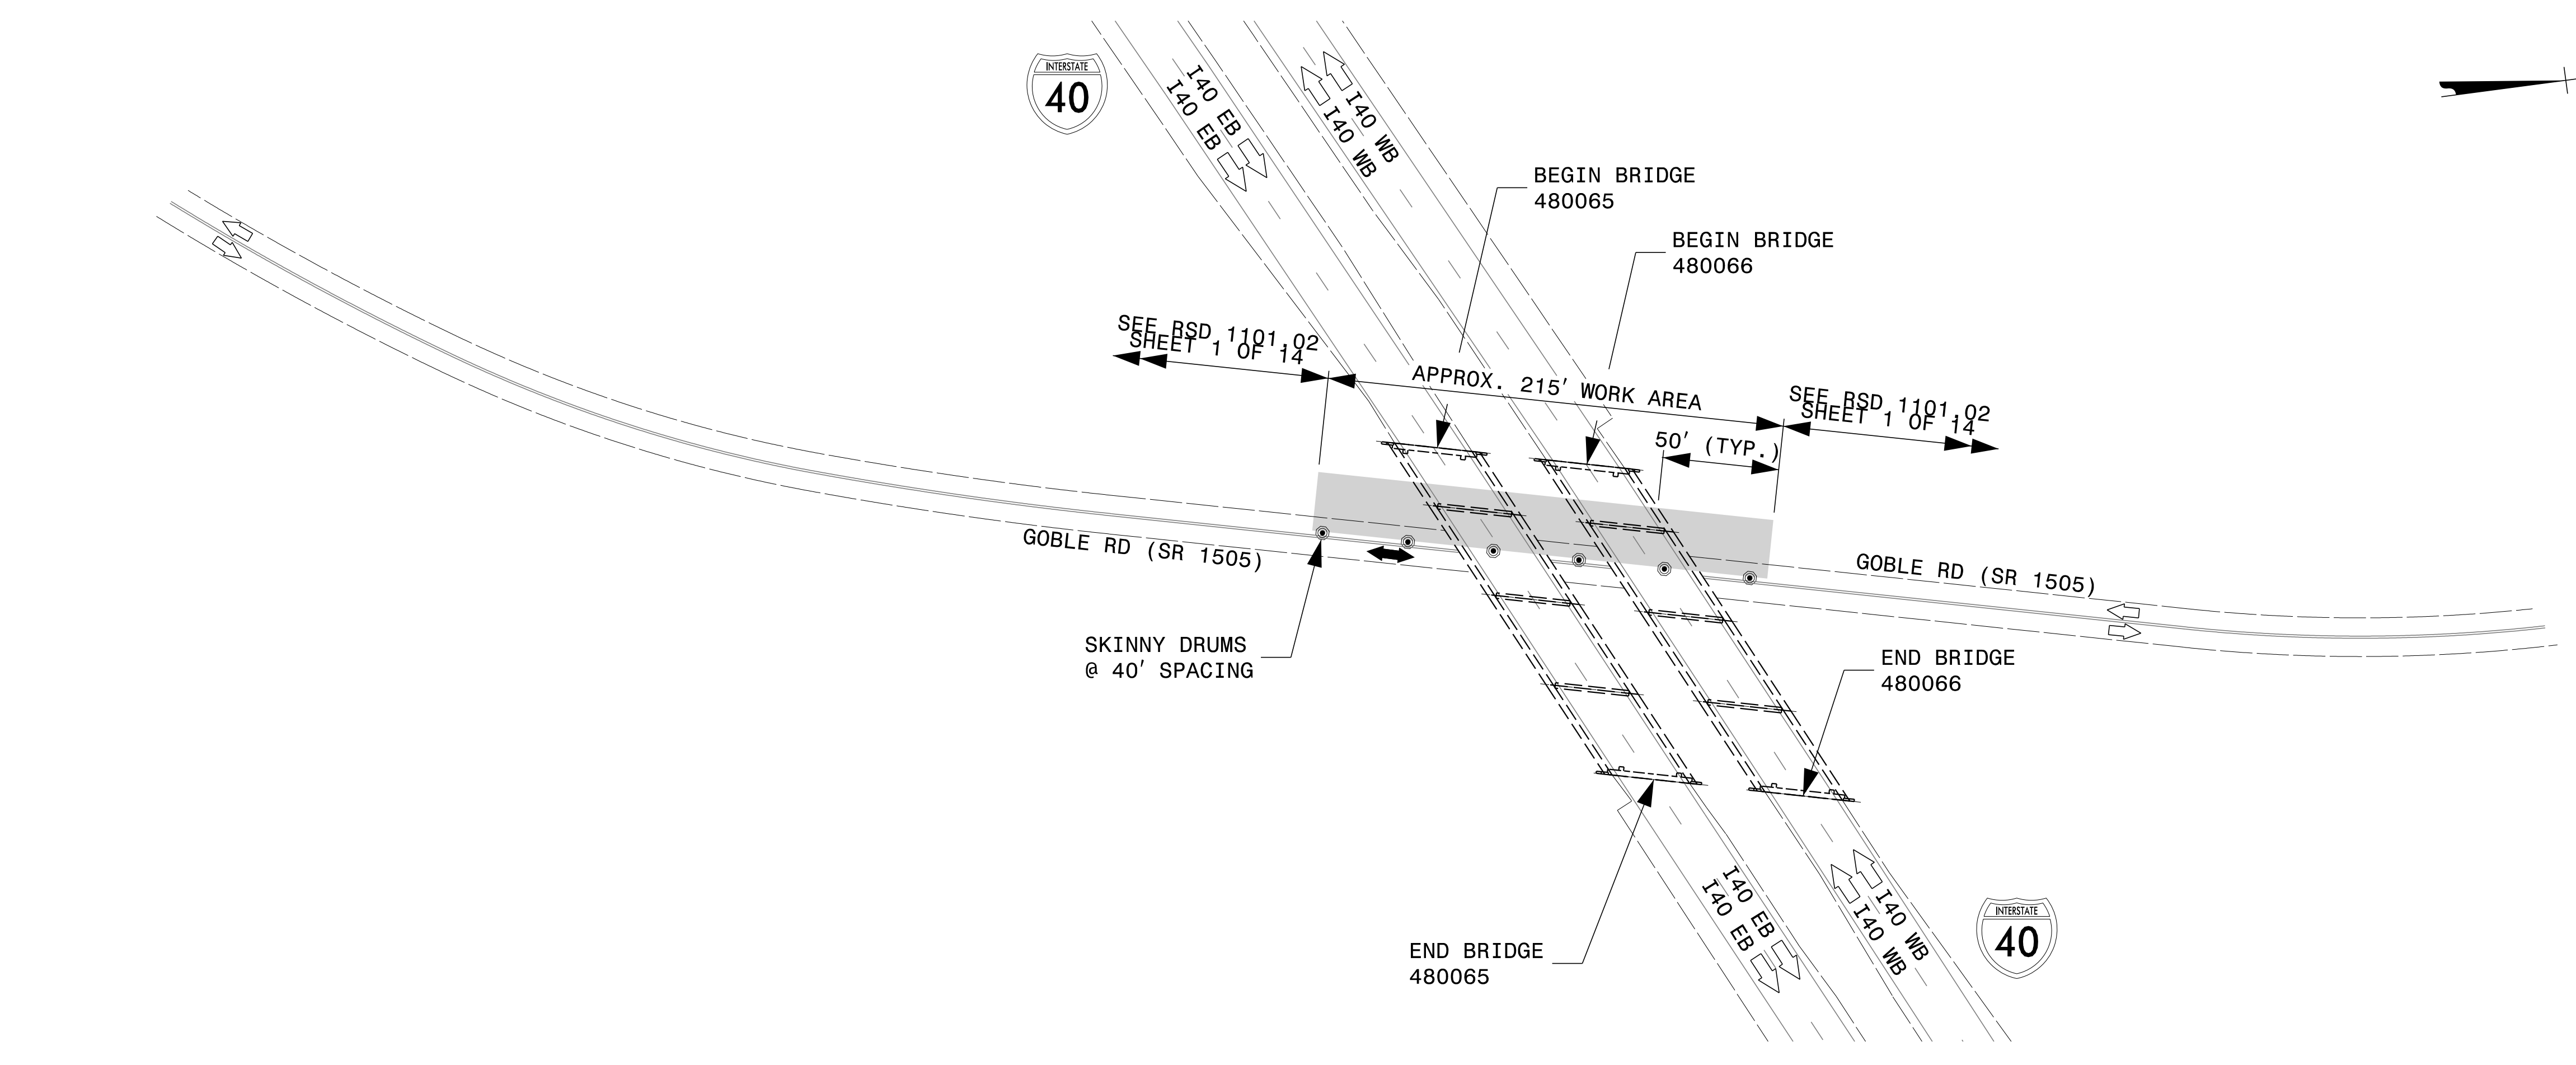 INTERSTATE
40
I40 EB
I40 EB
I40 WB
I40 WB
BEGIN BRIDGE
480065
BEGIN BRIDGE
480066
SEE RSD 1101.02
SHEET 1 OF 14
APPROX. 215' WORK AREA
SEE RSD 1101.02
SHEET 1 OF 14
50' (TYP.)
GOBLE RD (SR 1505)
GOBLE RD (SR 1505)
SKINNY DRUMS
@ 40' SPACING
END BRIDGE
480066
END BRIDGE
480065
I40 EB
I40 EB
I40 WB
I40 WB
INTERSTATE
40